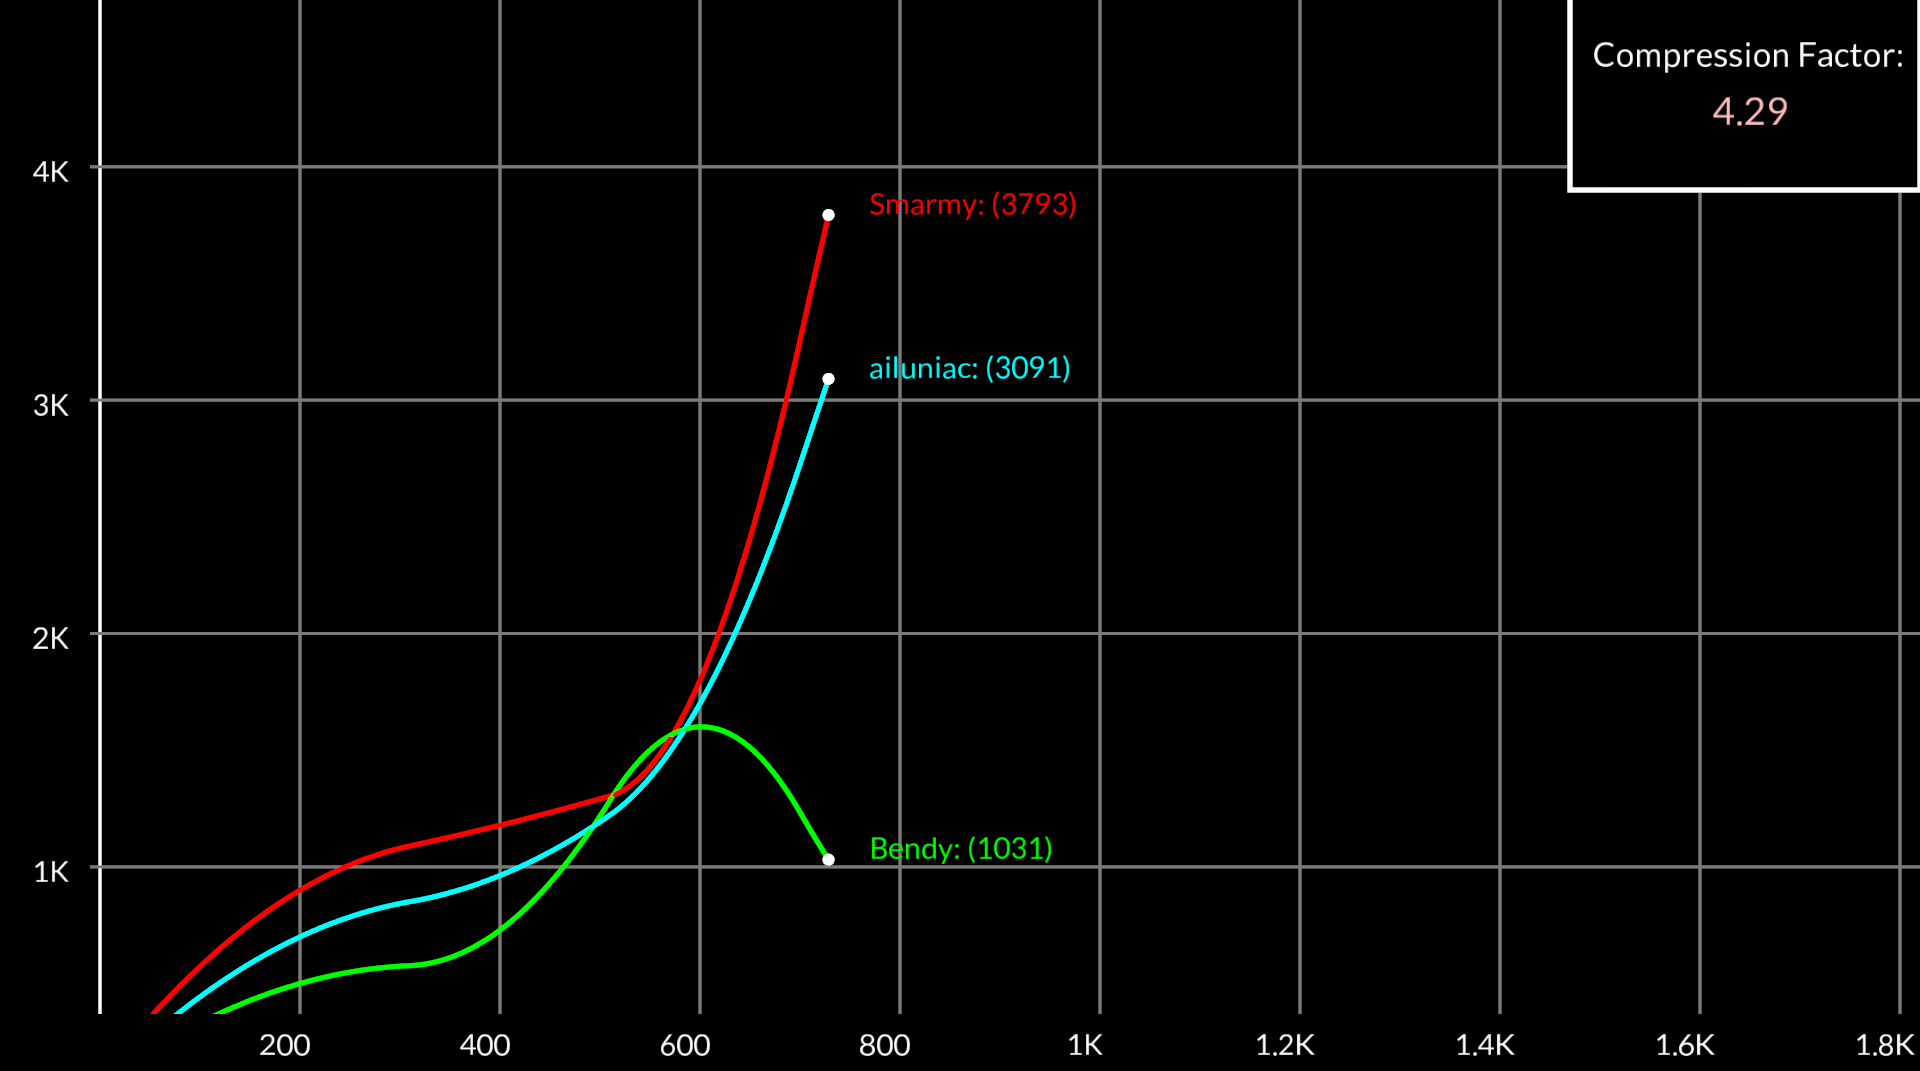 Compression Factor:
4.29
4K
Smarmy: (3793)
ailuniac: (3091)
3K
2K
Bendy: (1031)
1K
200 400 600 800 1K 1.2K 1.4K 1.6K 1.8K